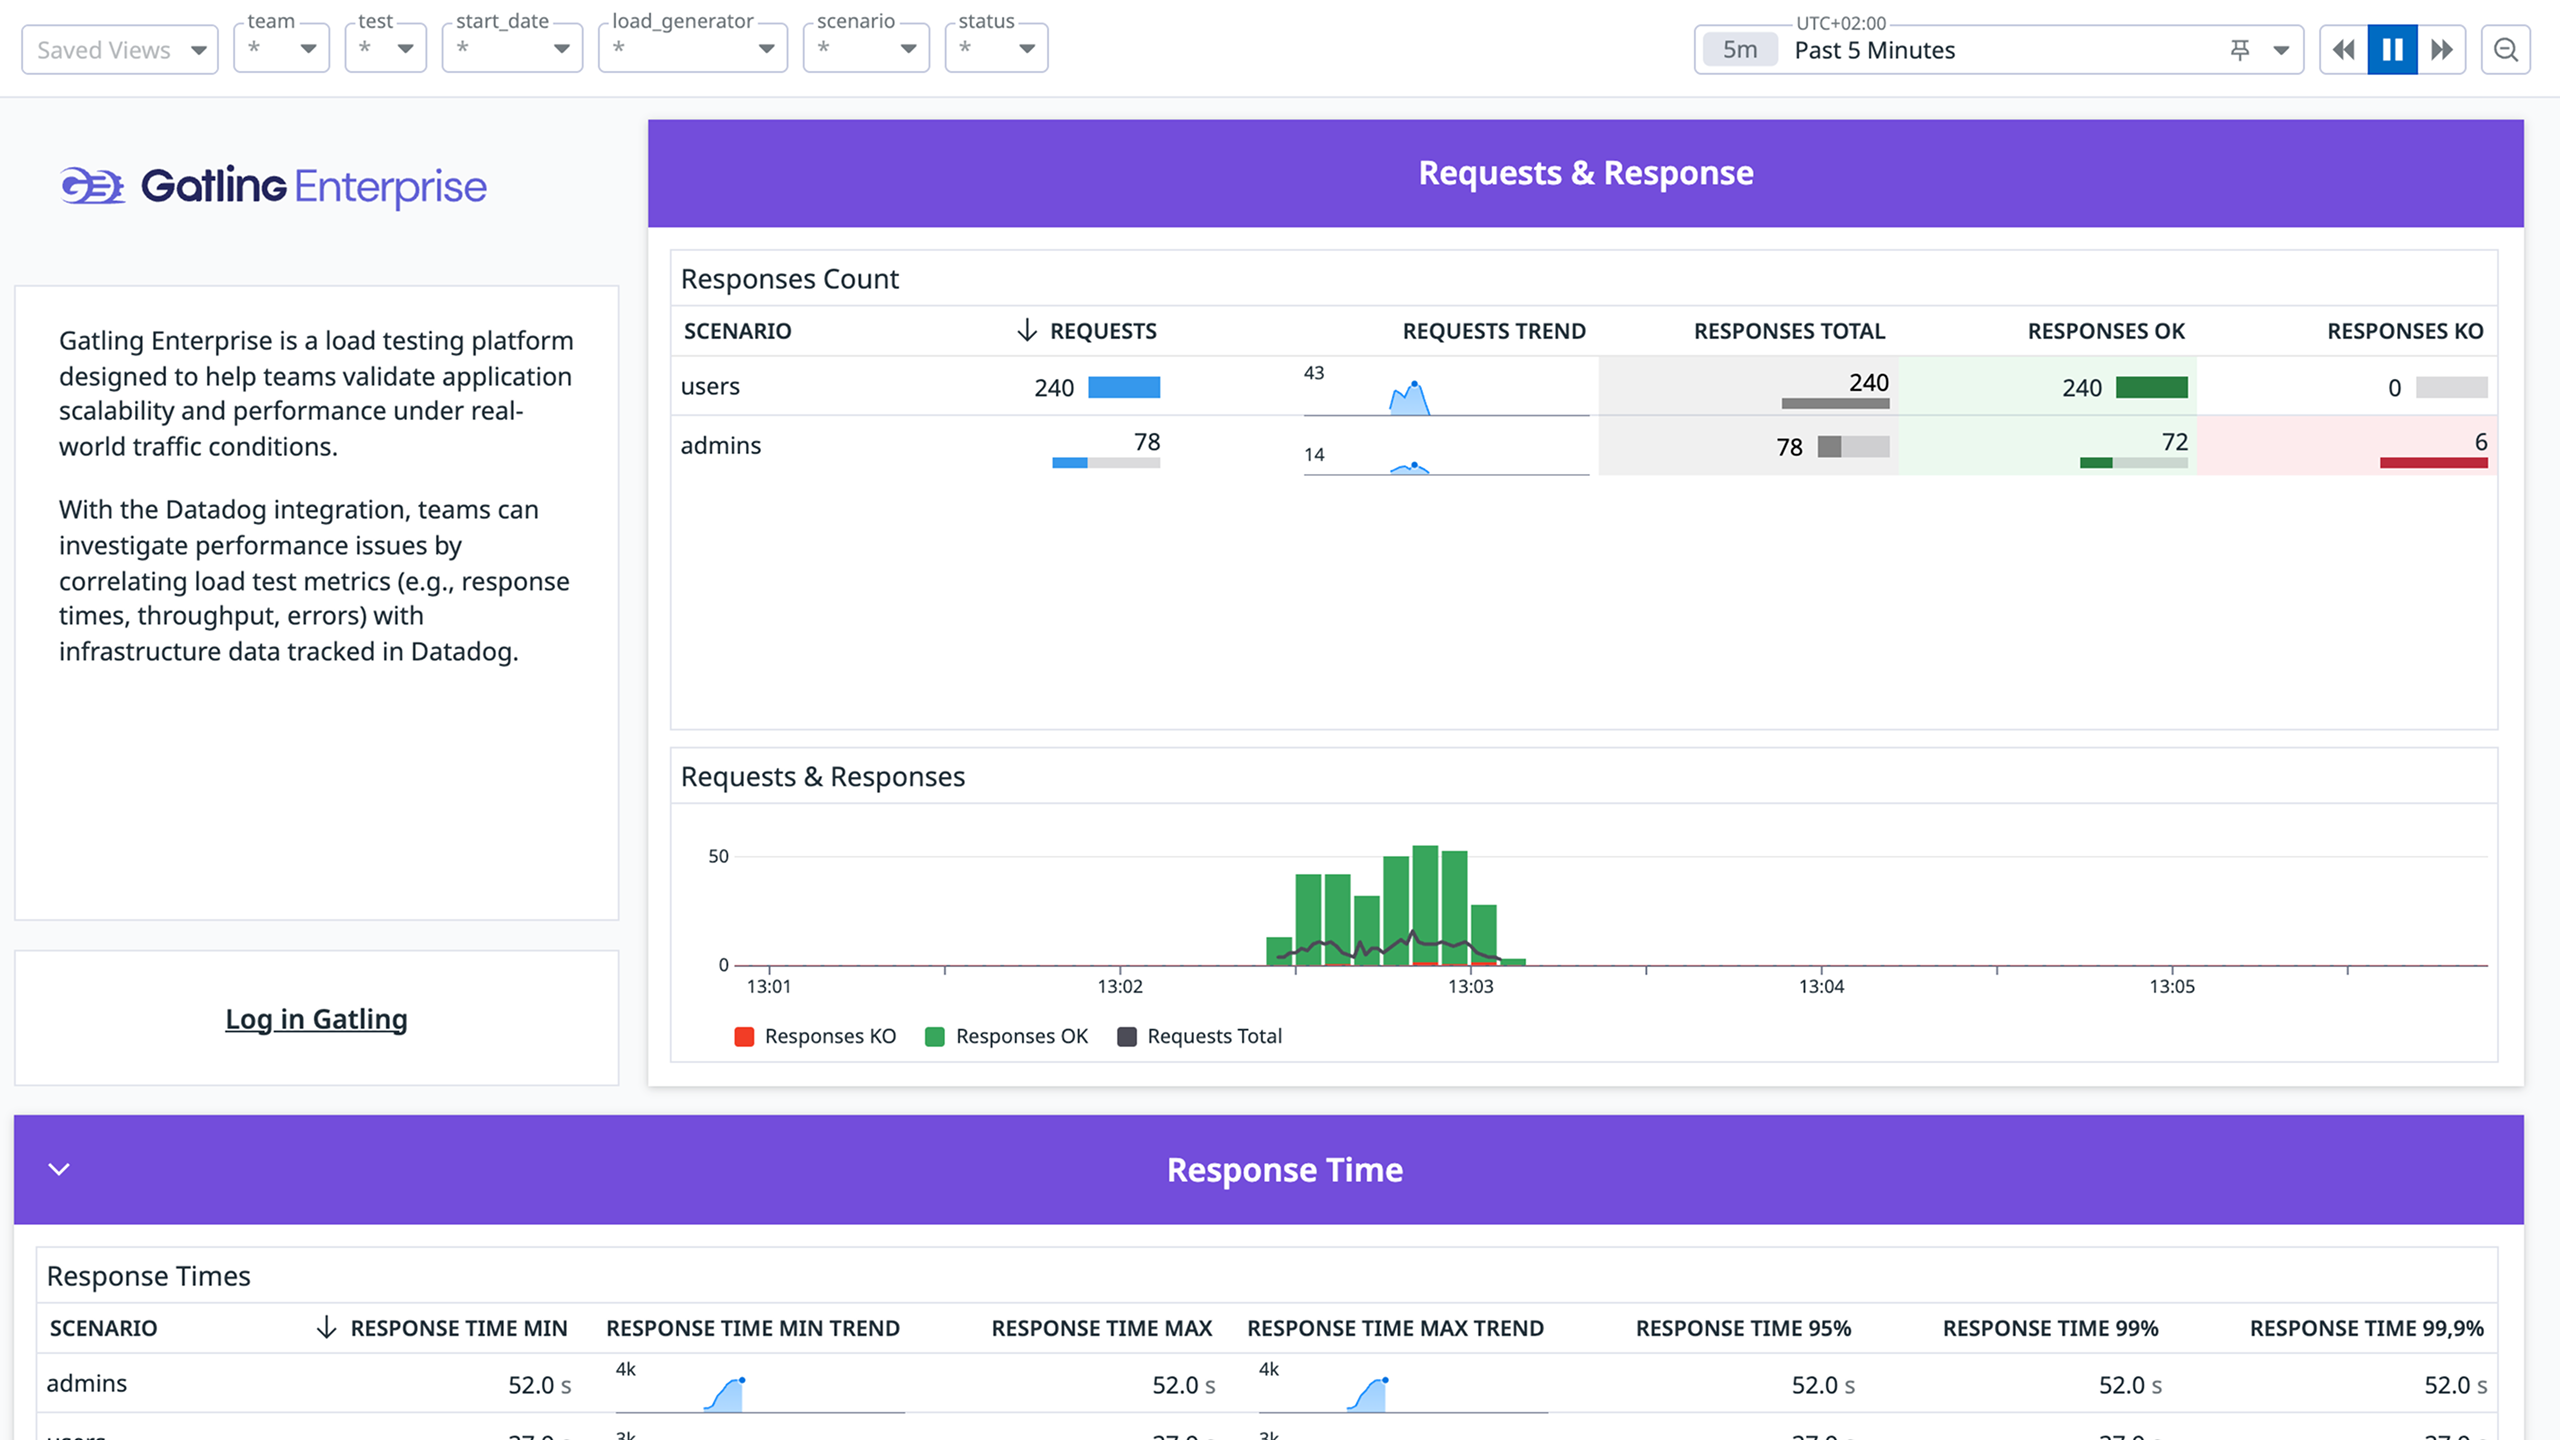 Saved Views
team
*
test
*
start_date
*
load_generator
*
scenario
*
status
*
UTC+02:00
5m Past 5 Minutes
Gatling Enterprise
Gatling Enterprise is a load testing platform
designed to help teams validate application
scalability and performance under real-
world traffic conditions.
With the Datadog integration, teams can
investigate performance issues by
correlating load test metrics (e.g., response
times, throughput, errors) with
infrastructure data tracked in Datadog.
Log in Gatling
Requests & Response
Responses Count
SCENARIO REQUESTS REQUESTS TREND RESPONSES TOTAL RESPONSES OK RESPONSES KO
users 240 43 240 240 0
admins 78 14 78 72 6
Requests & Responses
50
0
13:01 13:02 13:03 13:04 13:05
Responses KO Responses OK Requests Total
Response Time
Response Times
SCENARIO RESPONSE TIME MIN RESPONSE TIME MIN TREND RESPONSE TIME MAX RESPONSE TIME MAX TREND RESPONSE TIME 95% RESPONSE TIME 99% RESPONSE TIME 99,9%
admins 52.0 s 4k 52.0 s 4k 52.0 s 52.0 s 52.0 s